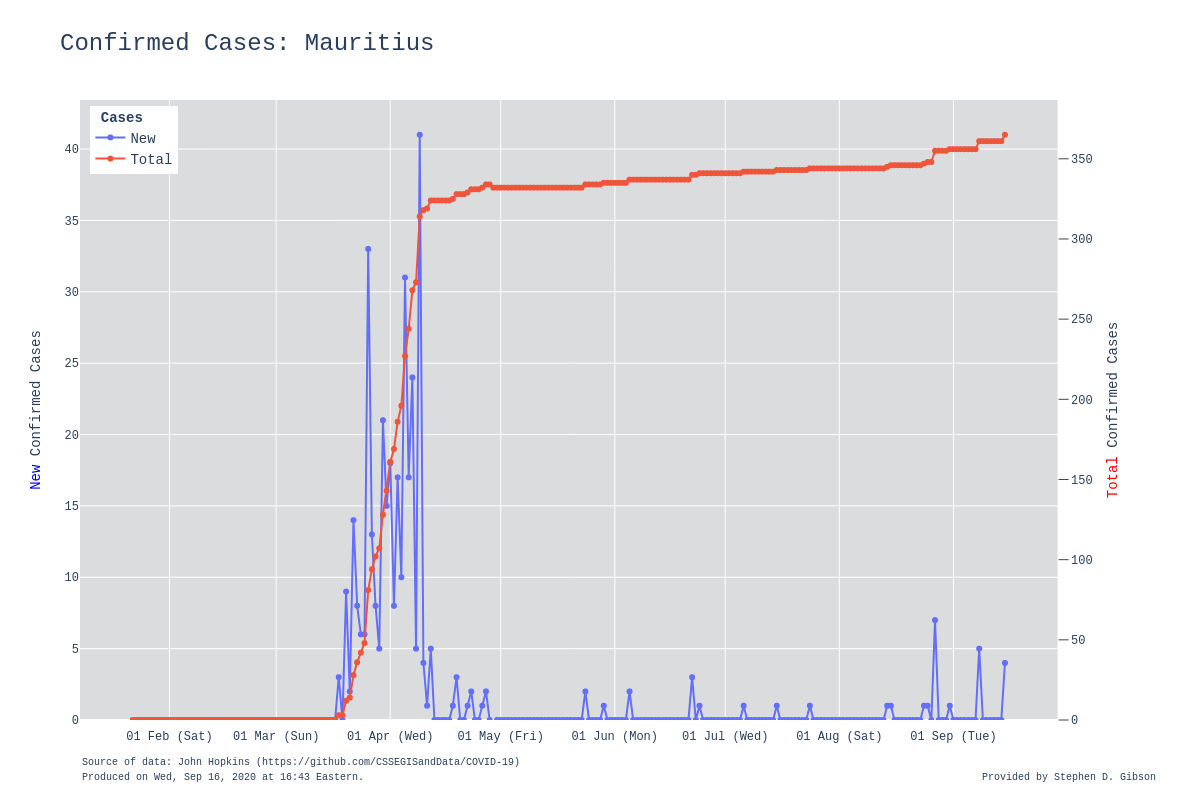 Confirmed Cases: Mauritius
Cases
New
Total
40
35
30
25
20
15
10
5
0
New Confirmed Cases
350
300
250
200
150
100
50
0
Total Confirmed Cases
01 Feb (Sat)
01 Mar (Sun)
01 Apr (Wed)
01 May (Fri)
01 Jun (Mon)
01 Jul (Wed)
01 Aug (Sat)
01 Sep (Tue)
Source of data: John Hopkins (https://github.com/CSSEGISandData/COVID-19)
Produced on Wed, Sep 16, 2020 at 16:43 Eastern.
Provided by Stephen D. Gibson